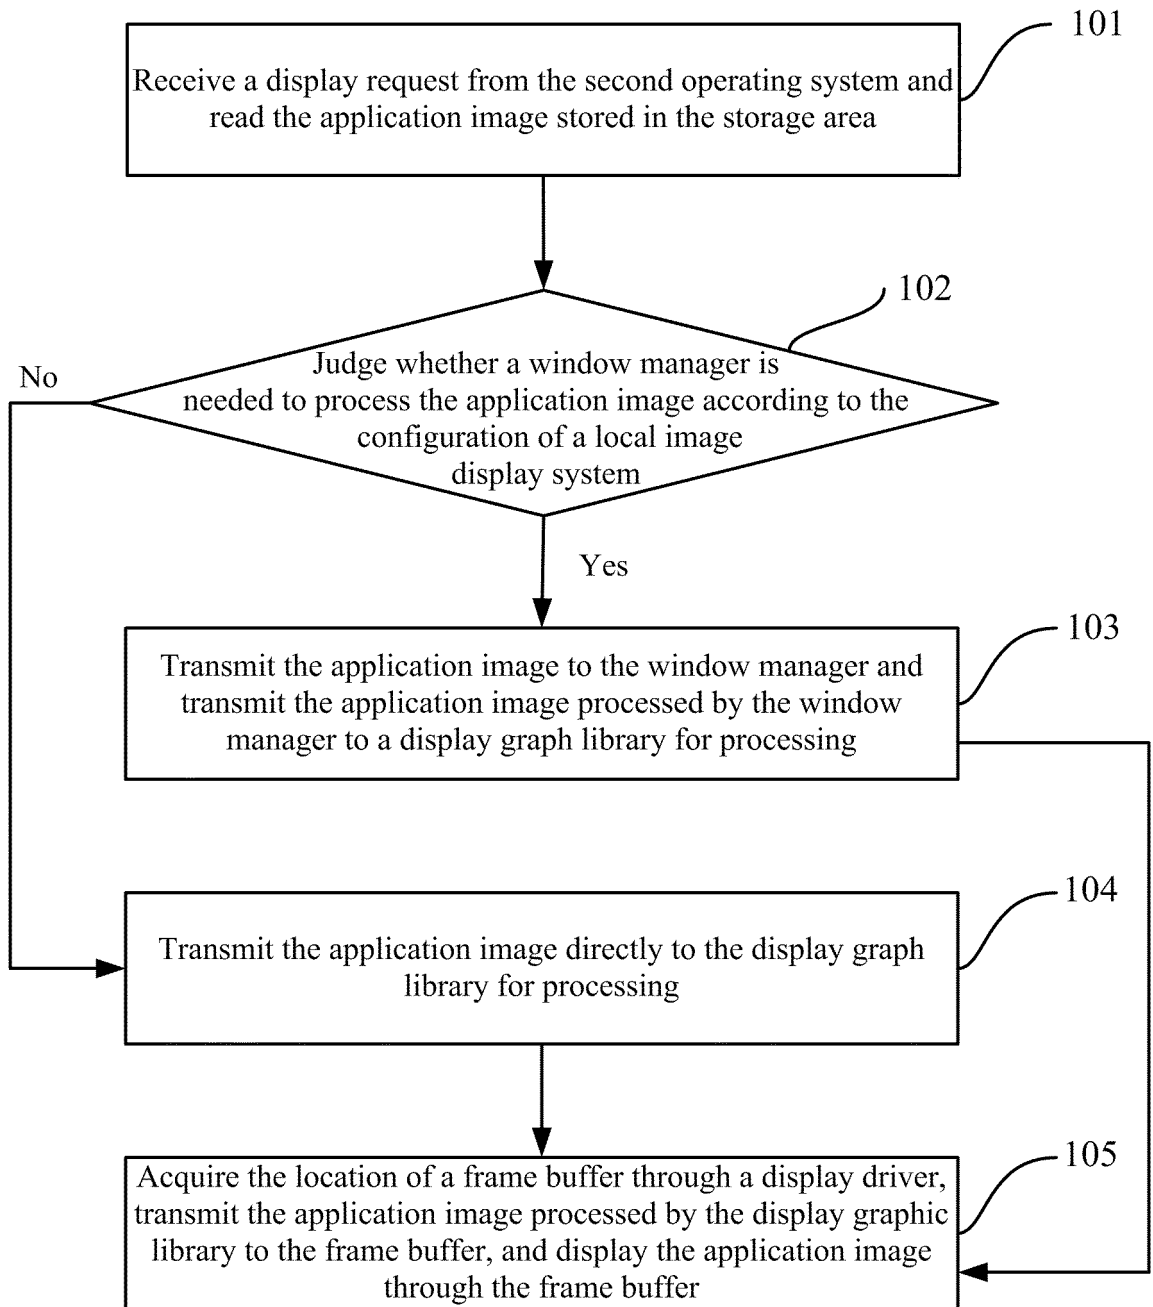 101
Receive a display request from the second operating system and
read the application image stored in the storage area
102
No
Judge whether a window manager is
needed to process the application image according to the
configuration of a local image
display system
Yes
103
Transmit the application image to the window manager and
transmit the application image processed by the window
manager to a display graph library for processing
104
Transmit the application image directly to the display graph
library for processing
105
Acquire the location of a frame buffer through a display driver,
transmit the application image processed by the display graphic
library to the frame buffer, and display the application image
through the frame buffer